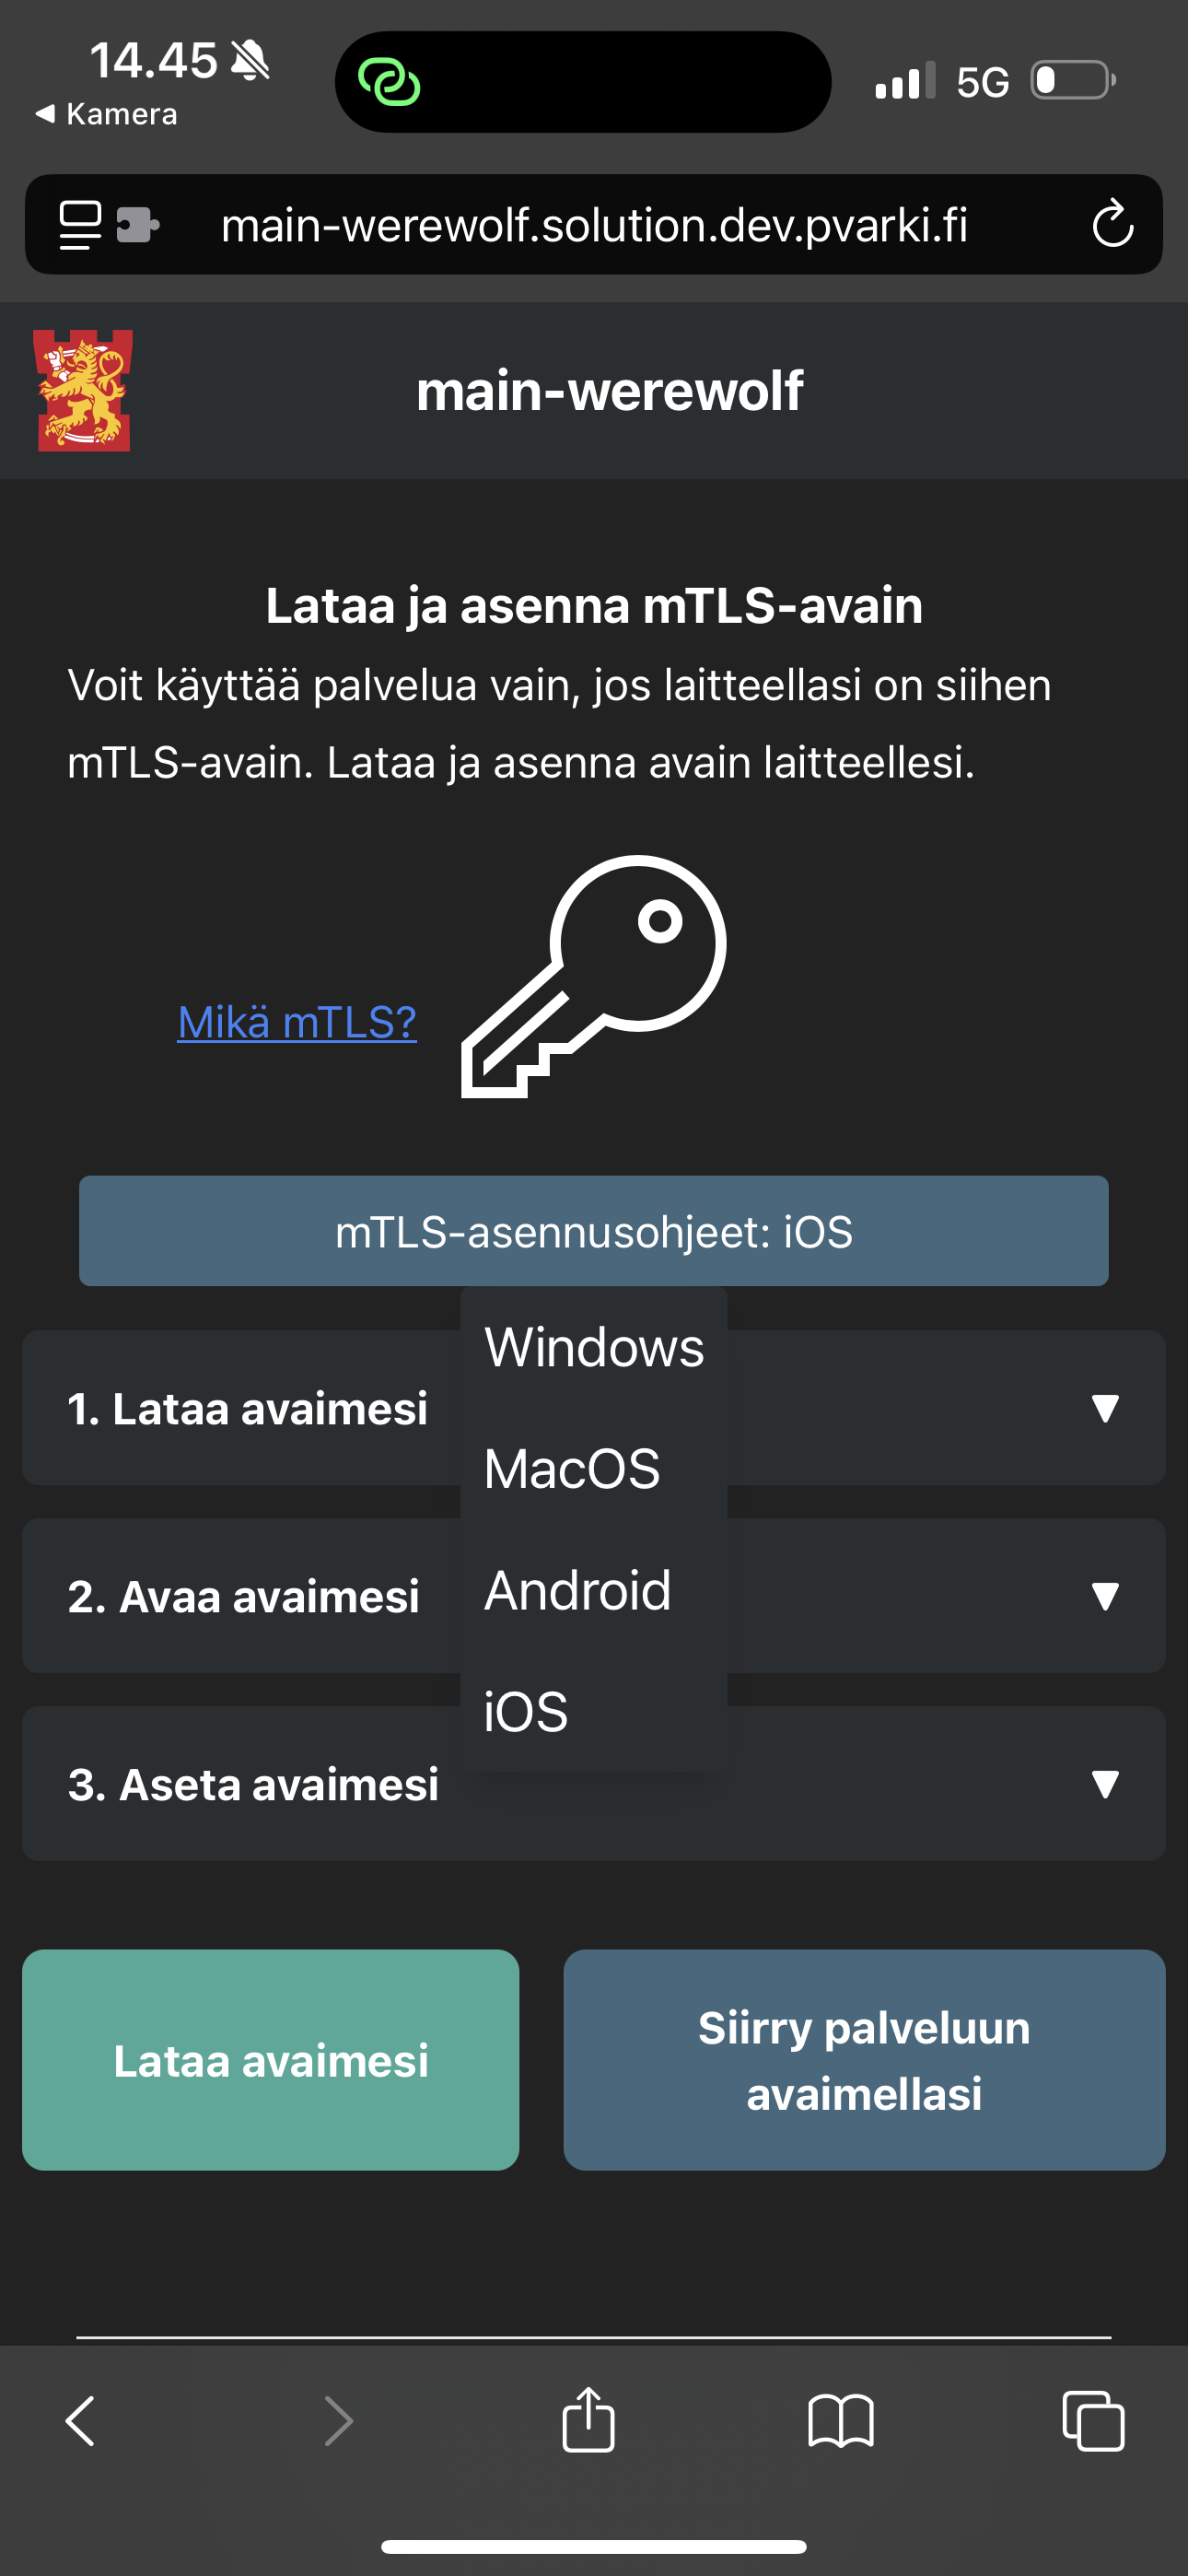 14.45
Kamera
5G
main-werewolf.solution.dev.pvarki.fi
main-werewolf
Lataa ja asenna mTLS-avain
Voit käyttää palvelua vain, jos laitteellasi on siihen
mTLS-avain. Lataa ja asenna avain laitteellesi.
Mikä mTLS?
mTLS-asennusohjeet: iOS
Windows
MacOS
Android
iOS
1. Lataa avaimesi
2. Avaa avaimesi
3. Aseta avaimesi
Lataa avaimesi
Siirry palveluun
avaimellasi